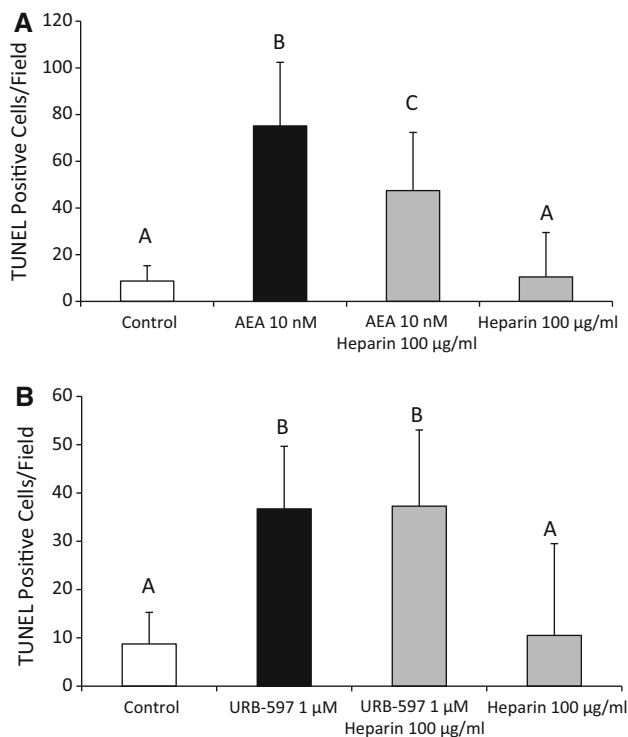 A
TUNEL Positive Cells/Field
120
100
80
60
40
20
0
A
B
C
A
Control
AEA 10 nM
AEA 10 nM
Heparin 100 µg/ml
Heparin 100 µg/ml
B
TUNEL Positive Cells/Field
60
50
40
30
20
10
0
A
B
B
A
Control
URB-597 1 µM
URB-597 1 µM
Heparin 100 µg/ml
Heparin 100 µg/ml